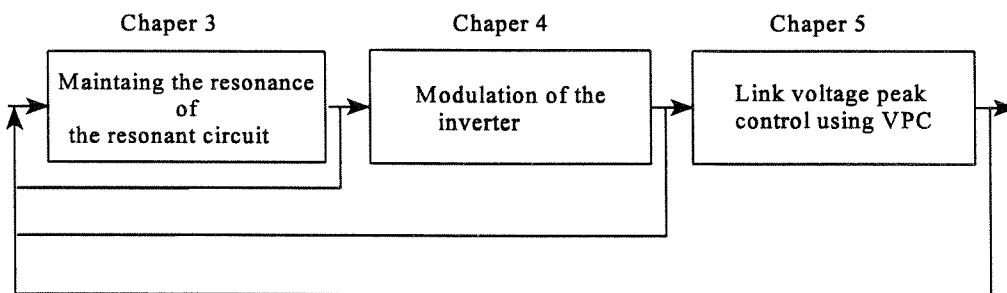 Chaper 3
Chaper 4
Chaper 5
Maintaing the resonance
of
the resonant circuit
Modulation of the
inverter
Link voltage peak
control using VPC